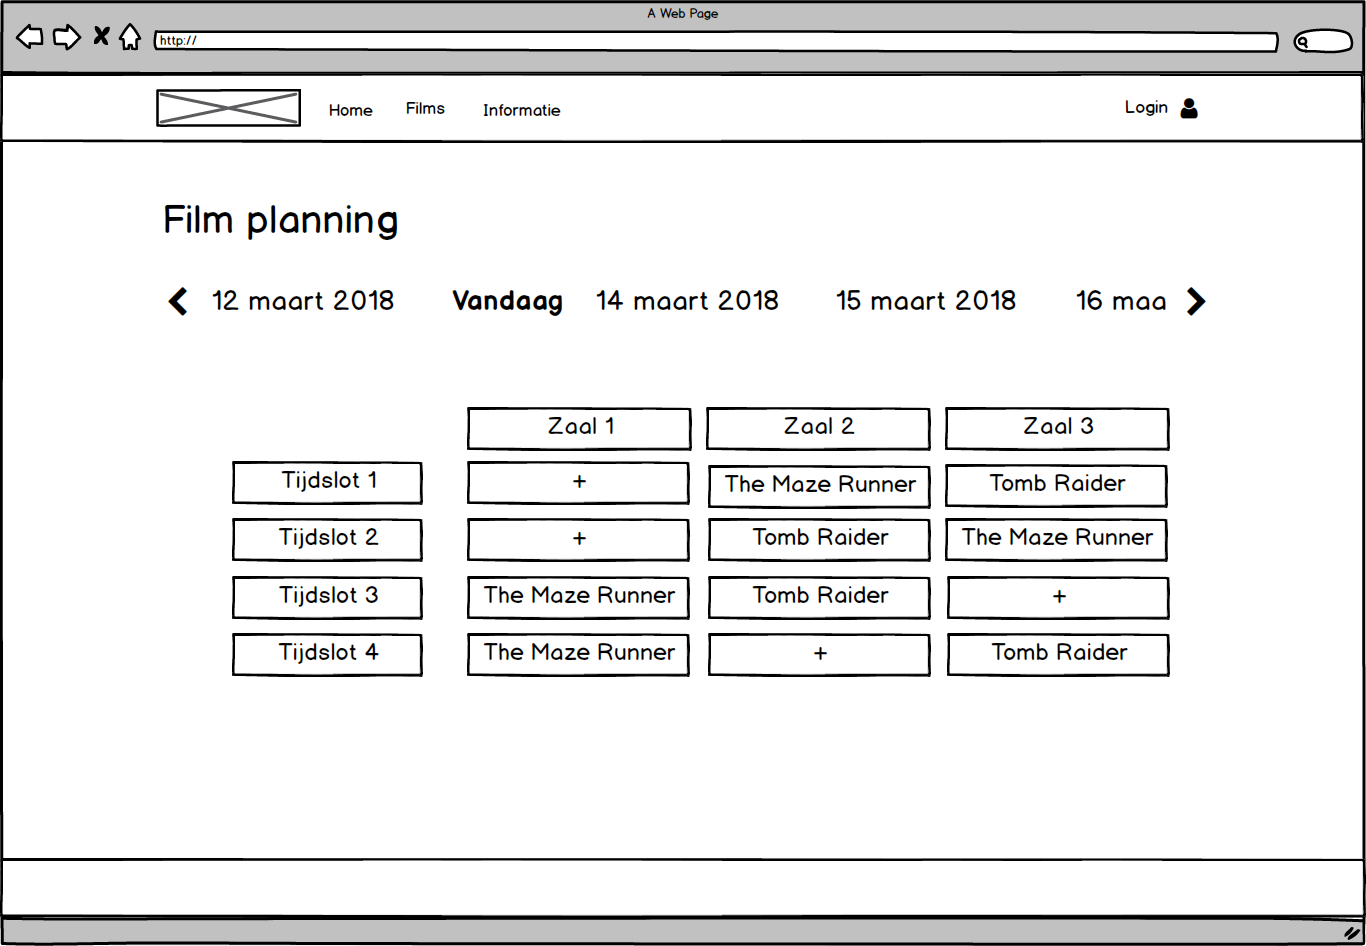 A Web Page
http://
Home Films Informatie Login
Film planning
12 maart 2018 Vandaag 14 maart 2018 15 maart 2018 16 maa
Zaal 1 Zaal 2 Zaal 3
Tijdslot 1 + The Maze Runner Tomb Raider
Tijdslot 2 + Tomb Raider The Maze Runner
Tijdslot 3 The Maze Runner Tomb Raider +
Tijdslot 4 The Maze Runner + Tomb Raider